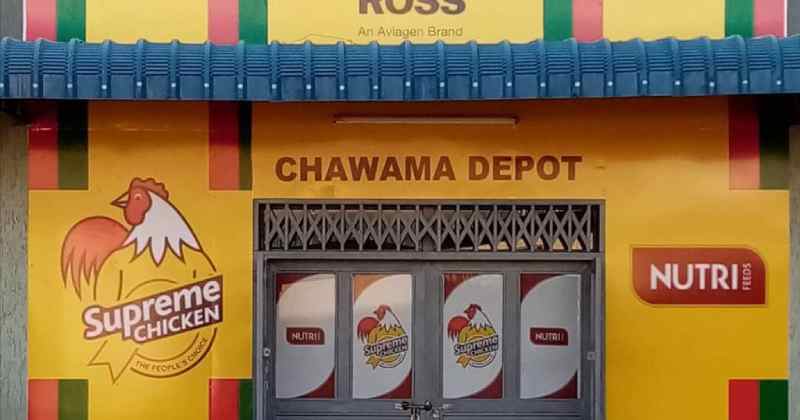 ROSS
An Aviagen Brand
CHAWAMA DEPOT
Supreme
CHICKEN
THE PEOPLE'S CHOICE
NUTRI
FEEDS
NUTRI
Supreme
CHICKEN
Supreme
CHICKEN
NUTRI